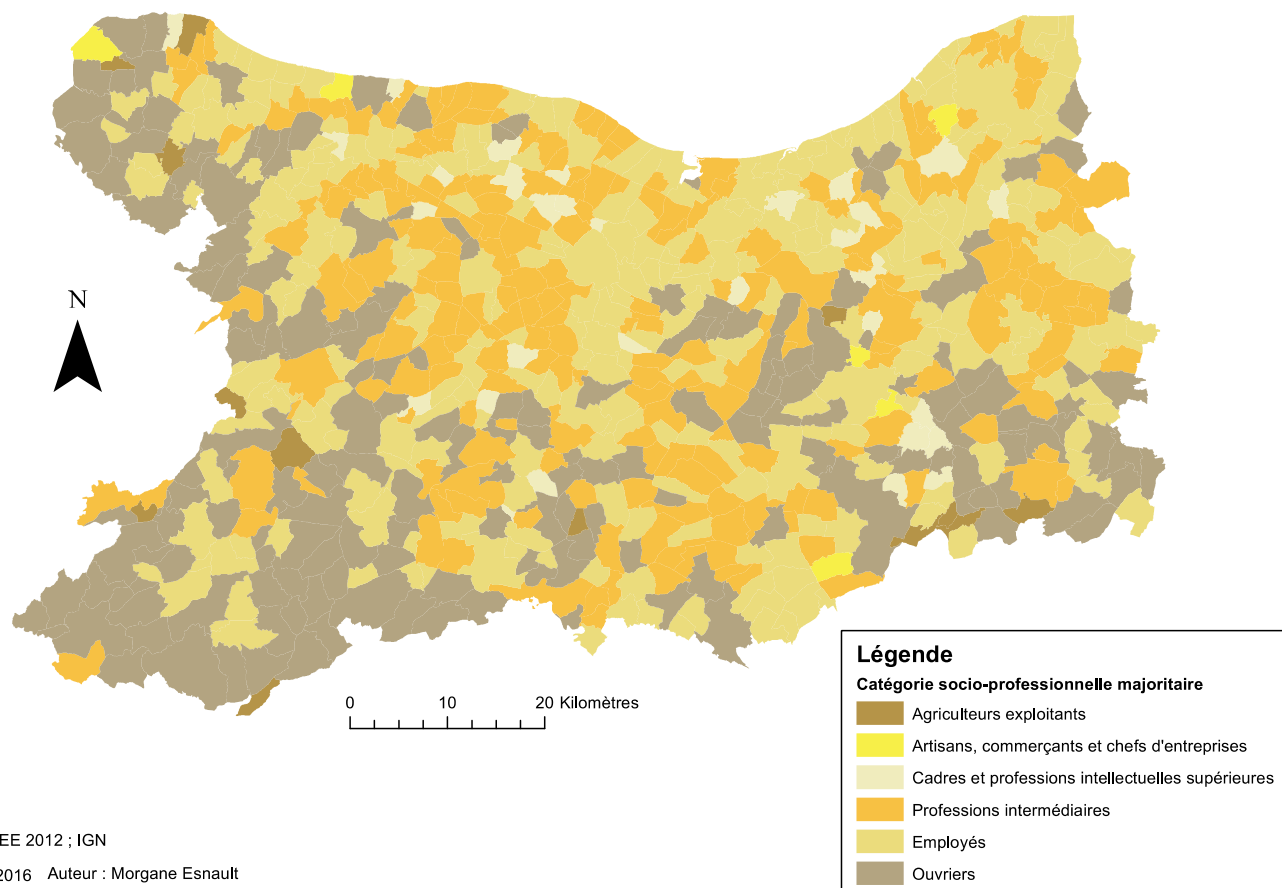 N
0 10 20 Kilomètres
Légende
Catégorie socio-professionnelle majoritaire
Agriculteurs exploitants
Artisans, commerçants et chefs d'entreprises
Cadres et professions intellectuelles supérieures
Professions intermédiaires
Employés
Ouvriers
EE 2012 ; IGN
2016 Auteur : Morgane Esnault